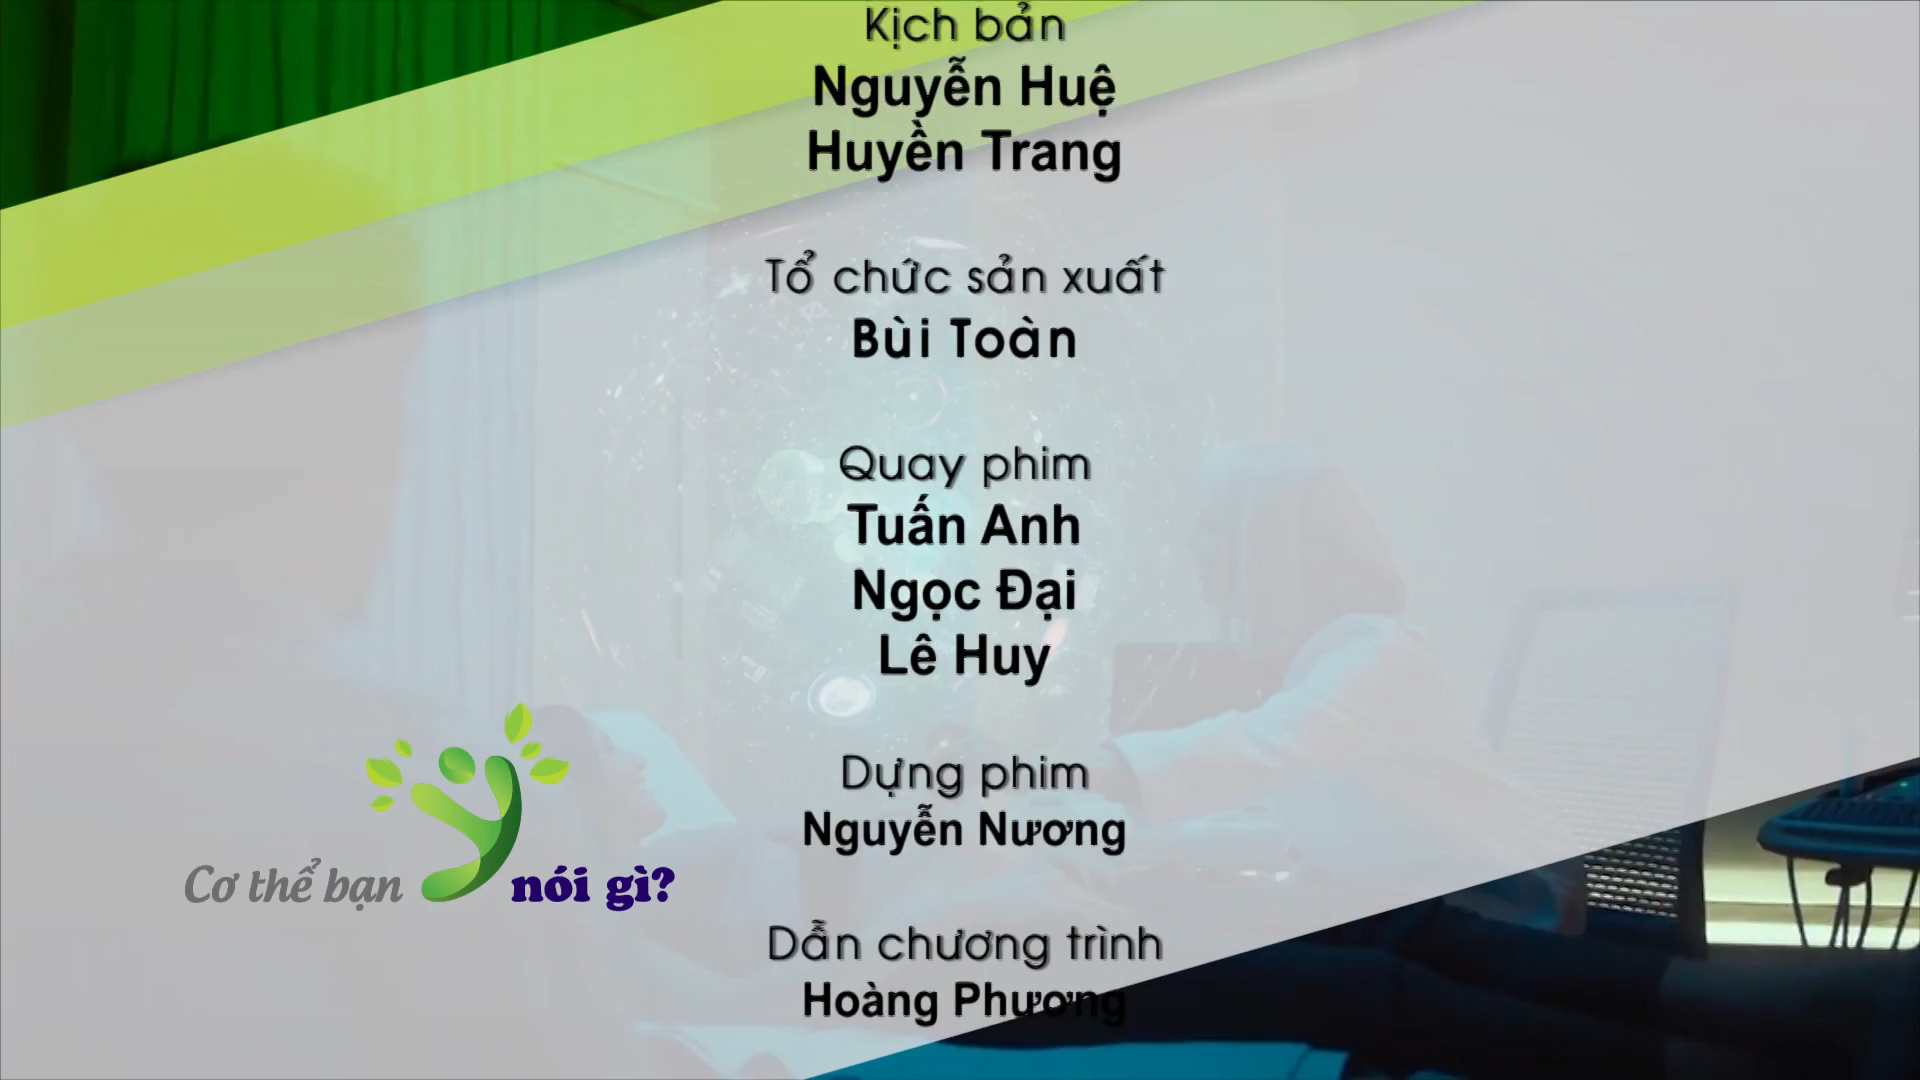 Kịch bản
Nguyễn Huệ
Huyền Trang
Tổ chức sản xuất
Bùi Toàn
Quay phim
Tuấn Anh
Ngọc Đại
Lê Huy
Dựng phim
Nguyễn Nương
Cơ thể bạn nói gì?
Dẫn chương trình
Hoàng Phương